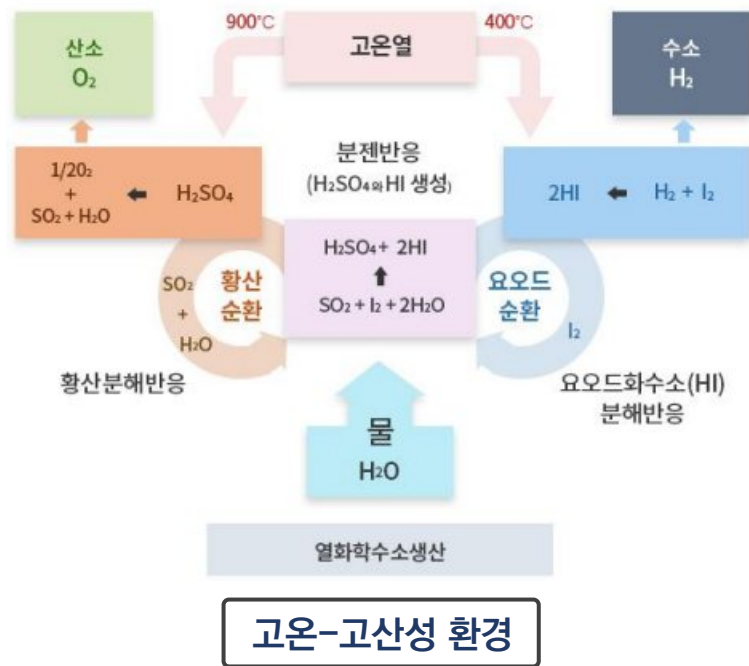 900℃
고온열
400℃
산소
O₂
수소
H₂
1/2O₂
+
SO₂ + H₂O
⬅
H₂SO₄
분젠반응
(H₂SO₄와 HI 생성)
2HI ⬅ H₂ + I₂
H₂SO₄ + 2HI
⬆
SO₂ + I₂ + 2H₂O
SO₂
+
H₂O
황산
순환
요오드
순환
I₂
황산분해반응
요오드화수소(HI)
분해반응
물
H₂O
열화학수소생산
고온-고산성 환경